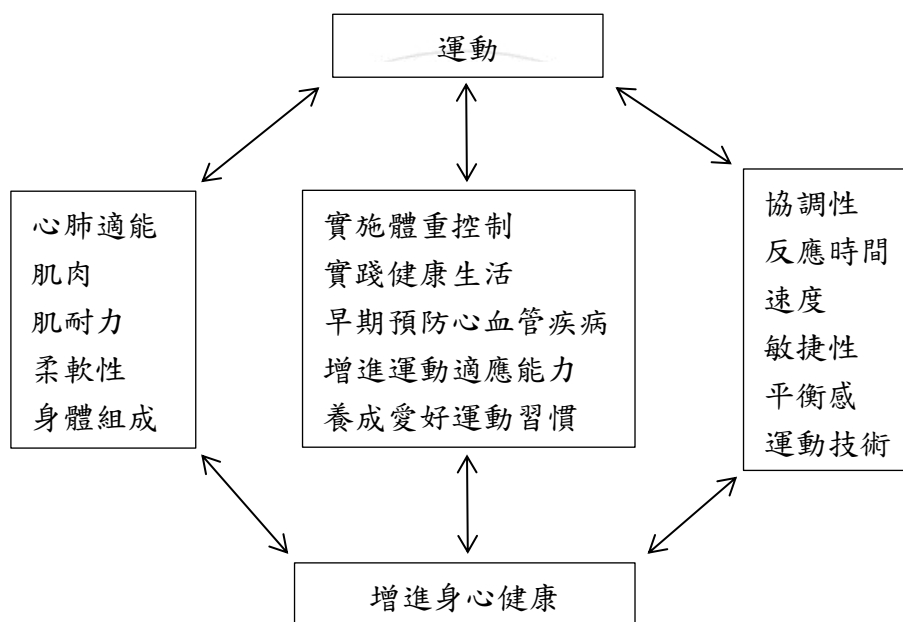 運動
心肺適能
肌肉
肌耐力
柔軟性
身體組成
實施體重控制
實踐健康生活
早期預防心血管疾病
增進運動適應能力
養成愛好運動習慣
協調性
反應時間
速度
敏捷性
平衡感
運動技術
增進身心健康